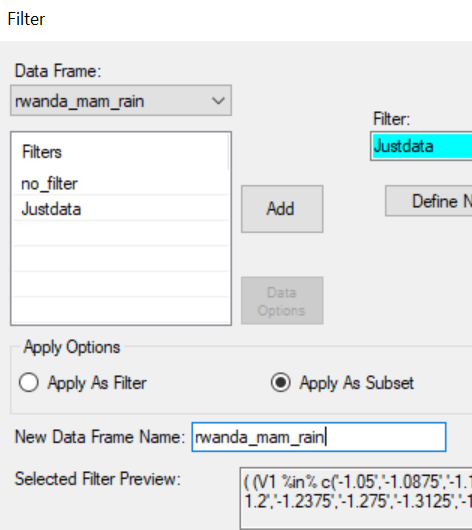 Filter
Data Frame:
rwanda_mam_rain
Filter:
Justdata
Filters
no_filter
Justdata
Add
Define N
Data
Options
Apply Options
Apply As Filter
Apply As Subset
New Data Frame Name: rwanda_mam_rain
Selected Filter Preview:
( (V1 %in% c('-1.05','-1.0875','-1.1
1.2','-1.2375','-1.275','-1.3125','-1